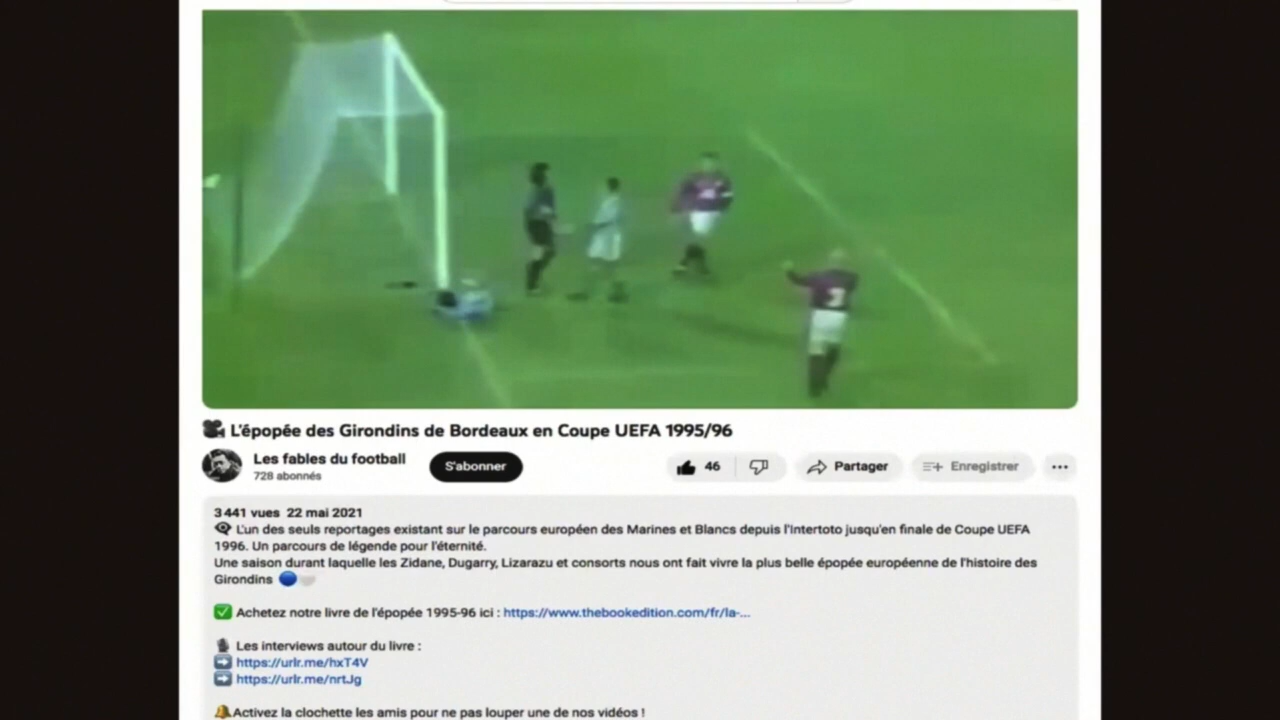 3
L'épopée des Girondins de Bordeaux en Coupe UEFA 1995/96
Les fables du football
728 abonnés
S'abonner
46
Partager
Enregistrer
3 441 vues 22 mai 2021
L'un des seuls reportages existant sur le parcours européen des Marines et Blancs depuis l'Intertoto jusqu'en finale de Coupe UEFA
1996. Un parcours de légende pour l'éternité.
Une saison durant laquelle les Zidane, Dugarry, Lizarazu et consorts nous ont fait vivre la plus belle épopée européenne de l'histoire des
Girondins
Achetez notre livre de l'épopée 1995-96 ici : https://www.thebookedition.com/fr/la-...
Les interviews autour du livre :
https://urlr.me/hxT4V
https://urlr.me/nrtJg
Activez la clochette les amis pour ne pas louper une de nos vidéos !